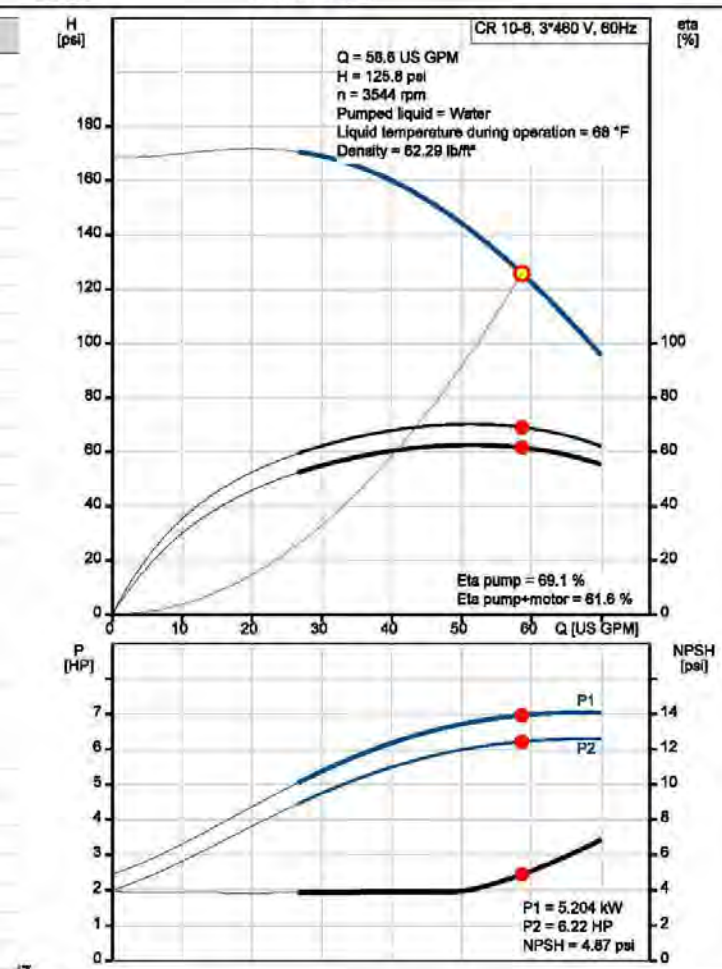 H
[psi]
CR 10-6, 3*460 V, 60Hz
eta
[%]
Q = 58.6 US GPM
H = 125.8 psi
n = 3544 rpm
Pumped liquid = Water
Liquid temperature during operation = 68 °F
Density = 62.29 lb/ft³
180
160
140
120
100
80
60
40
20
0
100
80
60
40
20
0
Eta pump = 69.1 %
Eta pump+motor = 61.6 %
0 10 20 30 40 50 60 Q [US GPM]
P
[HP]
NPSH
[psi]
7
6
5
4
3
2
1
0
14
12
10
8
6
4
2
0
P1
P2
P1 = 5.204 kW
P2 = 6.22 HP
NPSH = 4.87 psi